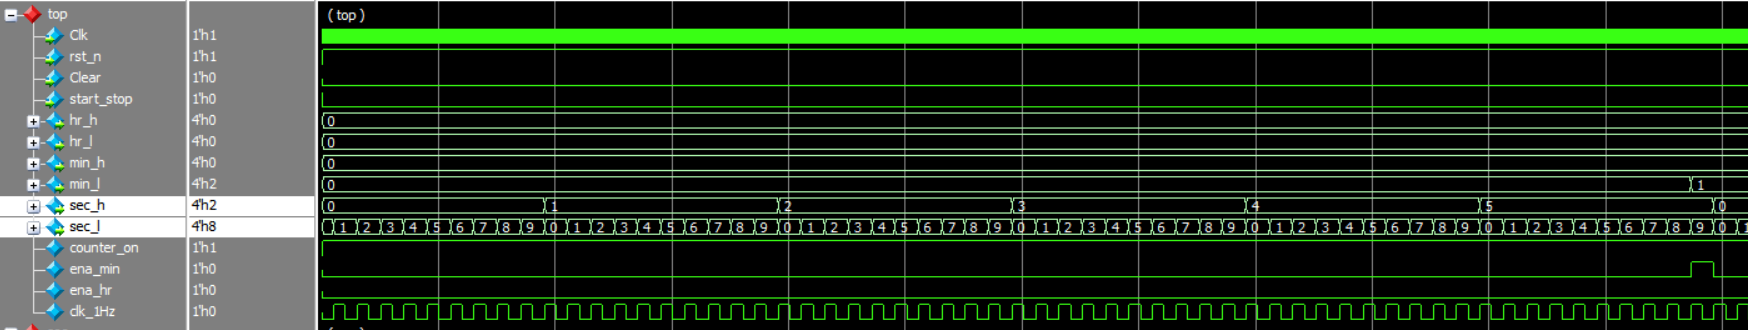 top ( top )
Clk 1'h1
rst_n 1'h1
Clear 1'h0
start_stop 1'h0
hr_h 4'h0 0
hr_l 4'h0 0
min_h 4'h0 0
min_l 4'h2 0 1
sec_h 4'h2 0 1 2 3 4 5 0
sec_l 4'h8 1 2 3 4 5 6 7 8 9 0 1 2 3 4 5 6 7 8 9 0 1 2 3 4 5 6 7 8 9 0 1 2 3 4 5 6 7 8 9 0 1 2 3 4 5 6 7 8 9 0 1 2 3 4 5 6 7 8 9 0 1
counter_on 1'h1
ena_min 1'h0
ena_hr 1'h0
clk_1Hz 1'h0